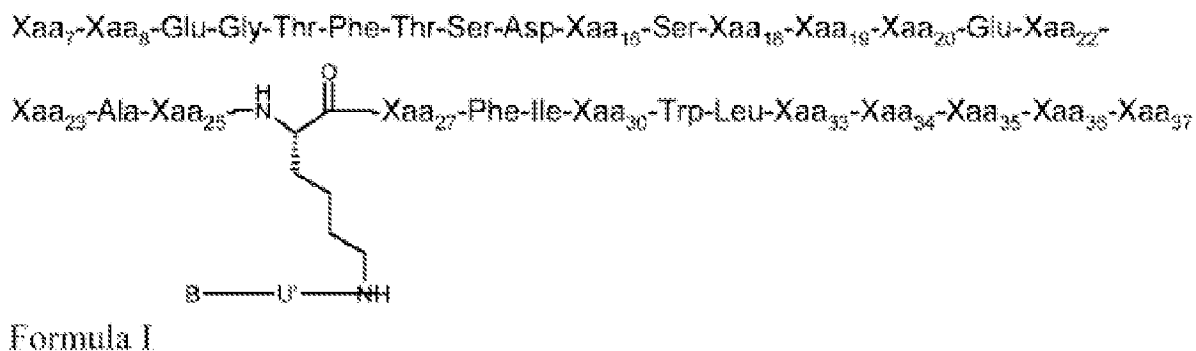 Xaa₇-Xaa₈-Glu-Gly-Thr-Phe-Thr-Ser-Asp-Xaa₁₆-Ser-Xaa₁₈-Xaa₁₉-Xaa₂₀-Glu-Xaa₂₂-
H O
Xaa₂₃-Ala-Xaa₂₅-N Xaa₂₇-Phe-Ile-Xaa₃₀-Trp-Leu-Xaa₃₃-Xaa₃₄-Xaa₃₅-Xaa₃₆-Xaa₃₇
B U' NH
Formula I